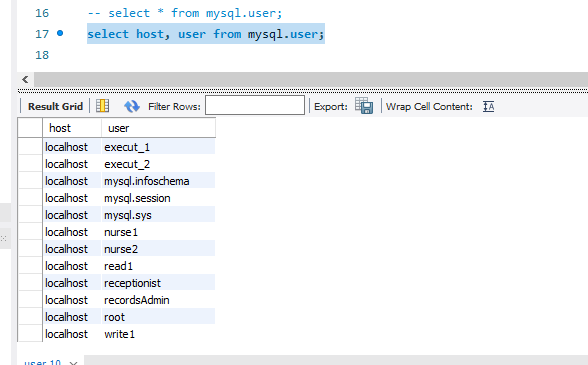 16 -- select * from mysql.user;
17 select host, user from mysql.user;
18
Result Grid Filter Rows: Export: Wrap Cell Content:
host user
localhost execut_1
localhost execut_2
localhost mysql.infoschema
localhost mysql.session
localhost mysql.sys
localhost nurse1
localhost nurse2
localhost read1
localhost receptionist
localhost recordsAdmin
localhost root
localhost write1
user 10